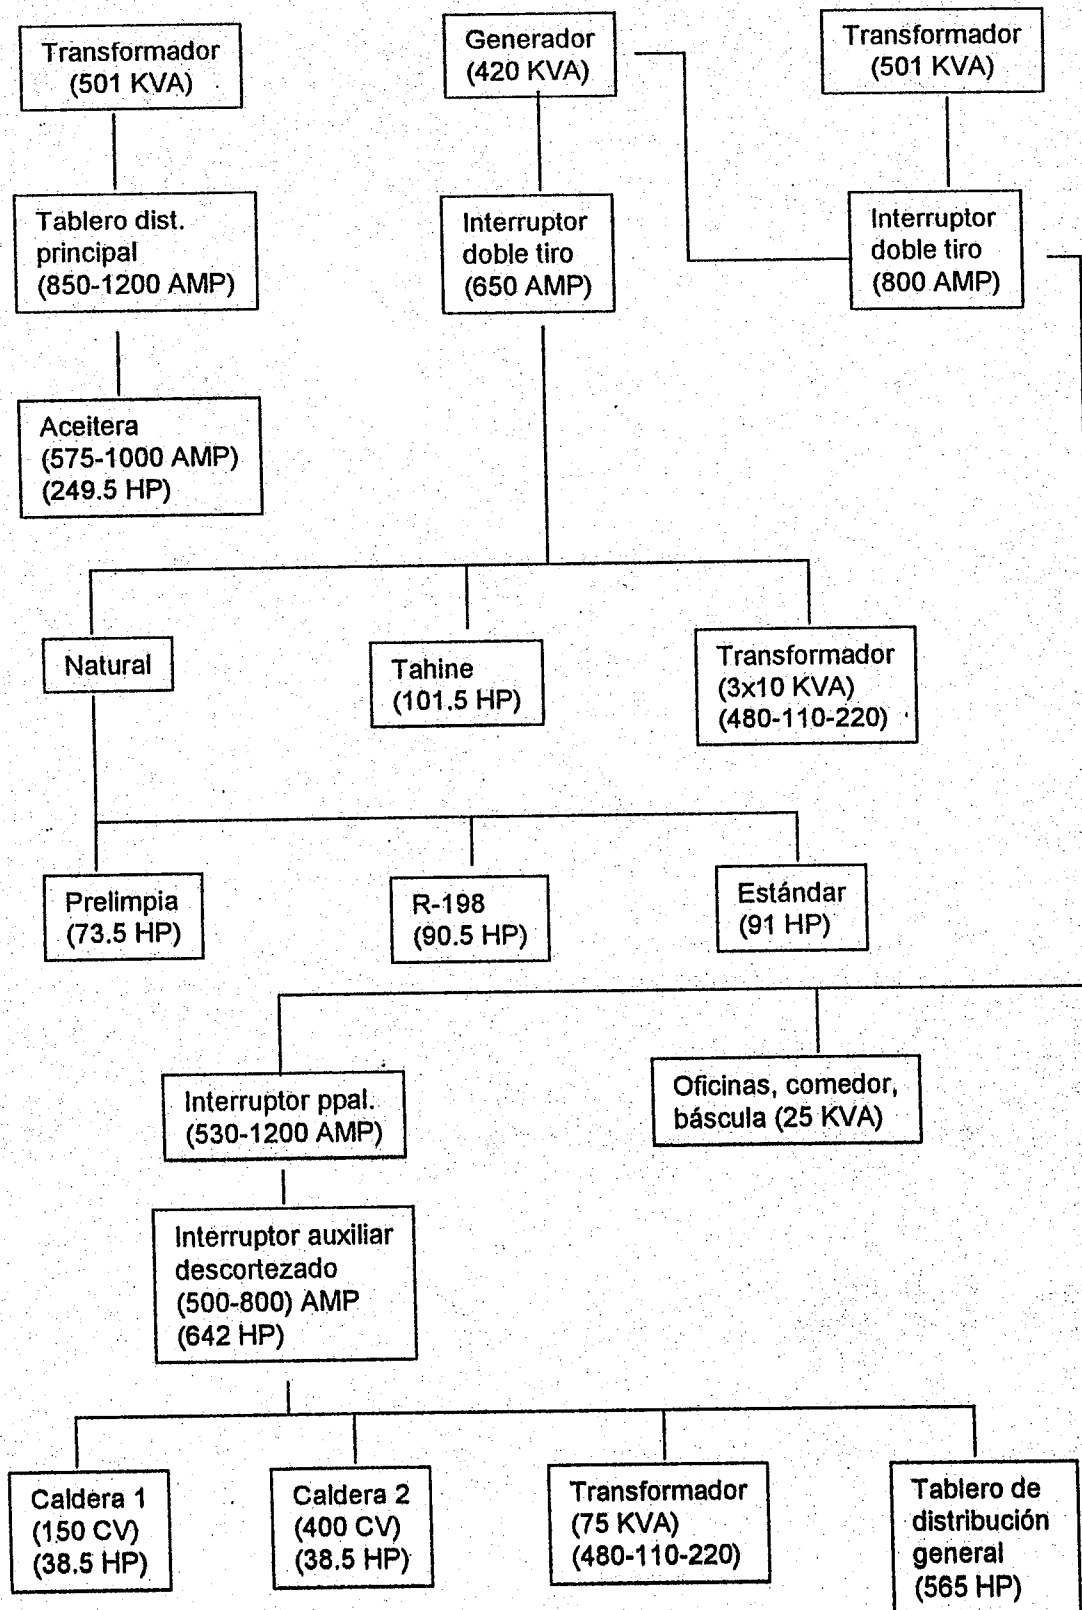 Transformador
(501 KVA)
Generador
(420 KVA)
Transformador
(501 KVA)
Tablero dist.
principal
(850-1200 AMP)
Interruptor
doble tiro
(650 AMP)
Interruptor
doble tiro
(800 AMP)
Aceitera
(575-1000 AMP)
(249.5 HP)
Natural
Tahine
(101.5 HP)
Transformador
(3x10 KVA)
(480-110-220)
Prelimpia
(73.5 HP)
R-198
(90.5 HP)
Estándar
(91 HP)
Interruptor ppal.
(530-1200 AMP)
Oficinas, comedor,
báscula (25 KVA)
Interruptor auxiliar
descortezado
(500-800) AMP
(642 HP)
Caldera 1
(150 CV)
(38.5 HP)
Caldera 2
(400 CV)
(38.5 HP)
Transformador
(75 KVA)
(480-110-220)
Tablero de
distribución
general
(565 HP)